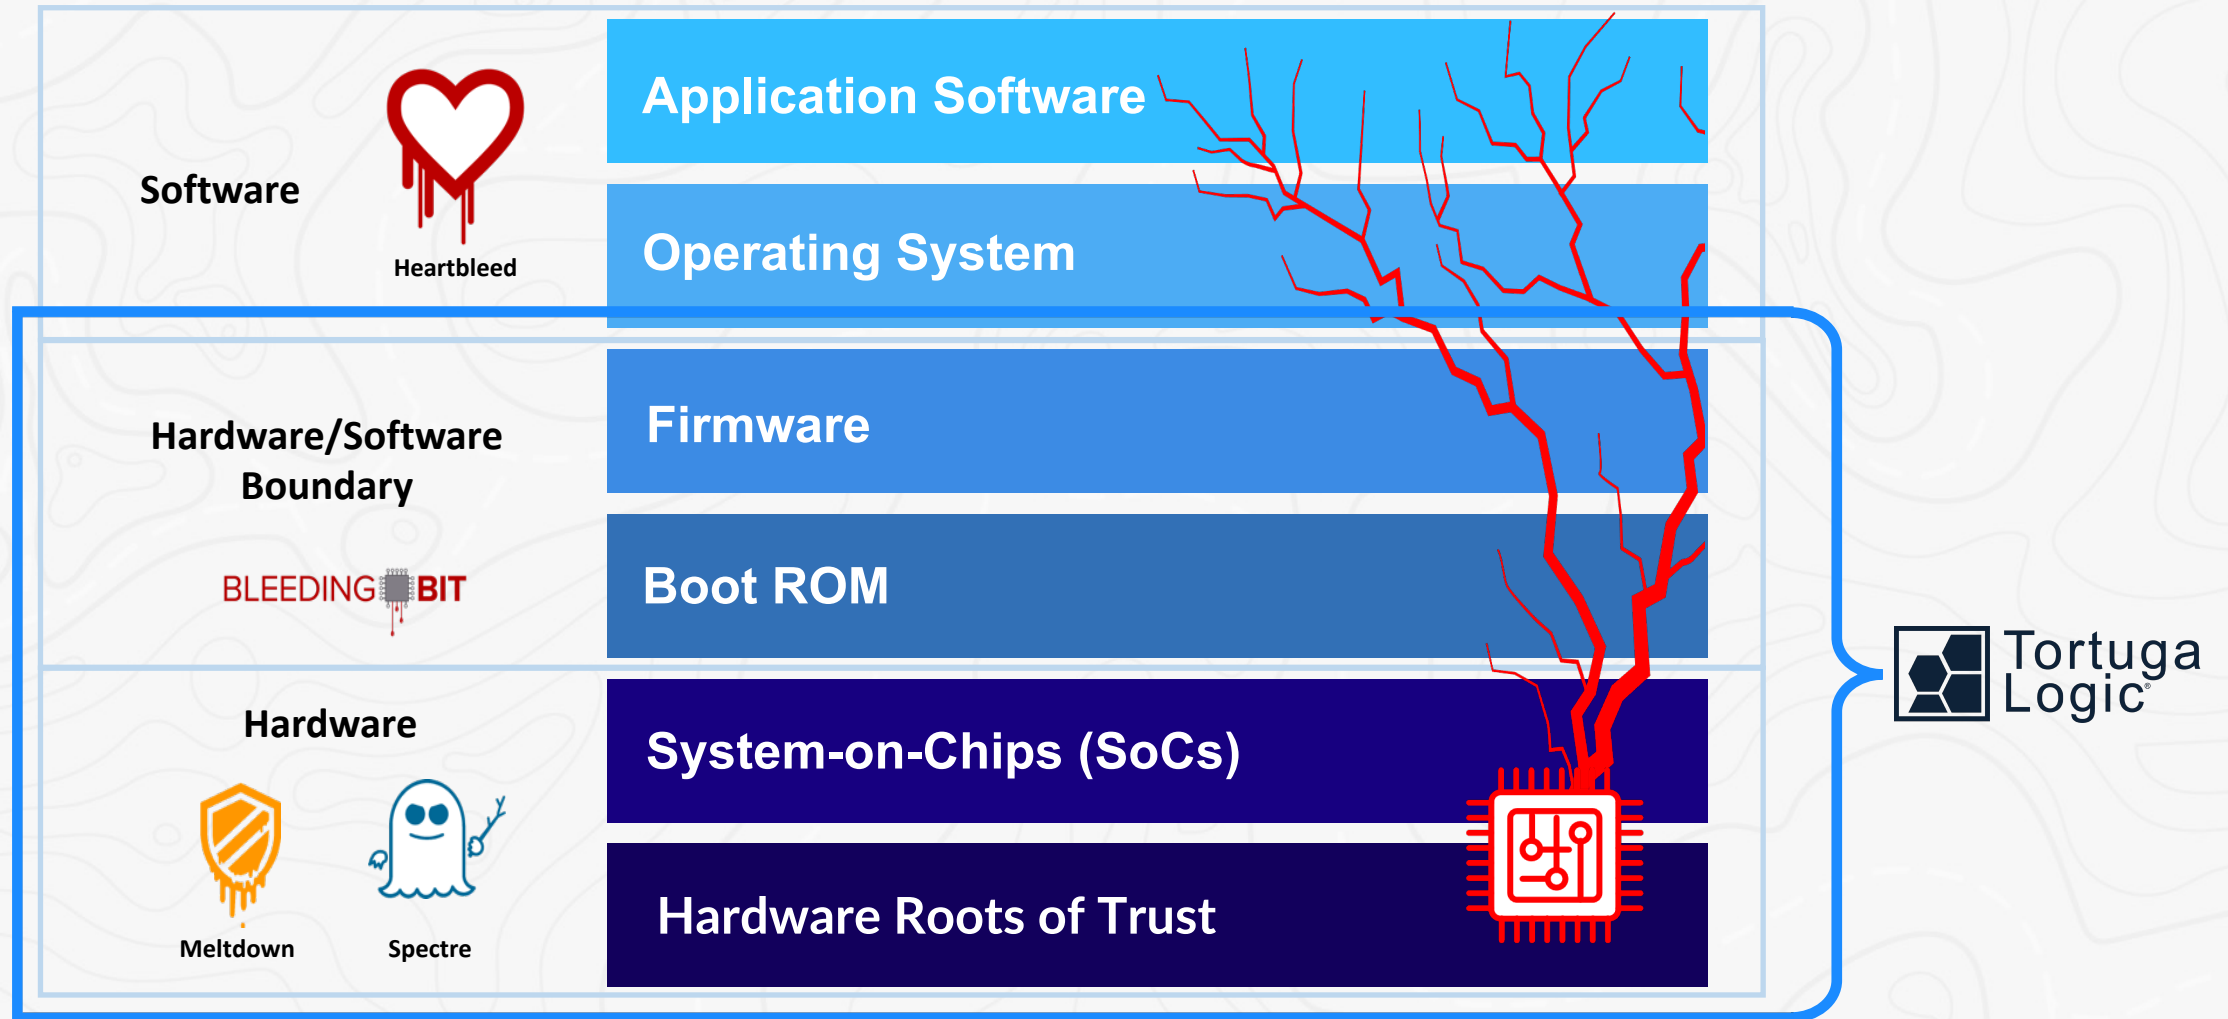 Software
Heartbleed
Application Software
Operating System
Hardware/Software
Boundary
BLEEDING BIT
Firmware
Boot ROM
Hardware
Meltdown
Spectre
System-on-Chips (SoCs)
Hardware Roots of Trust
Tortuga
Logic®